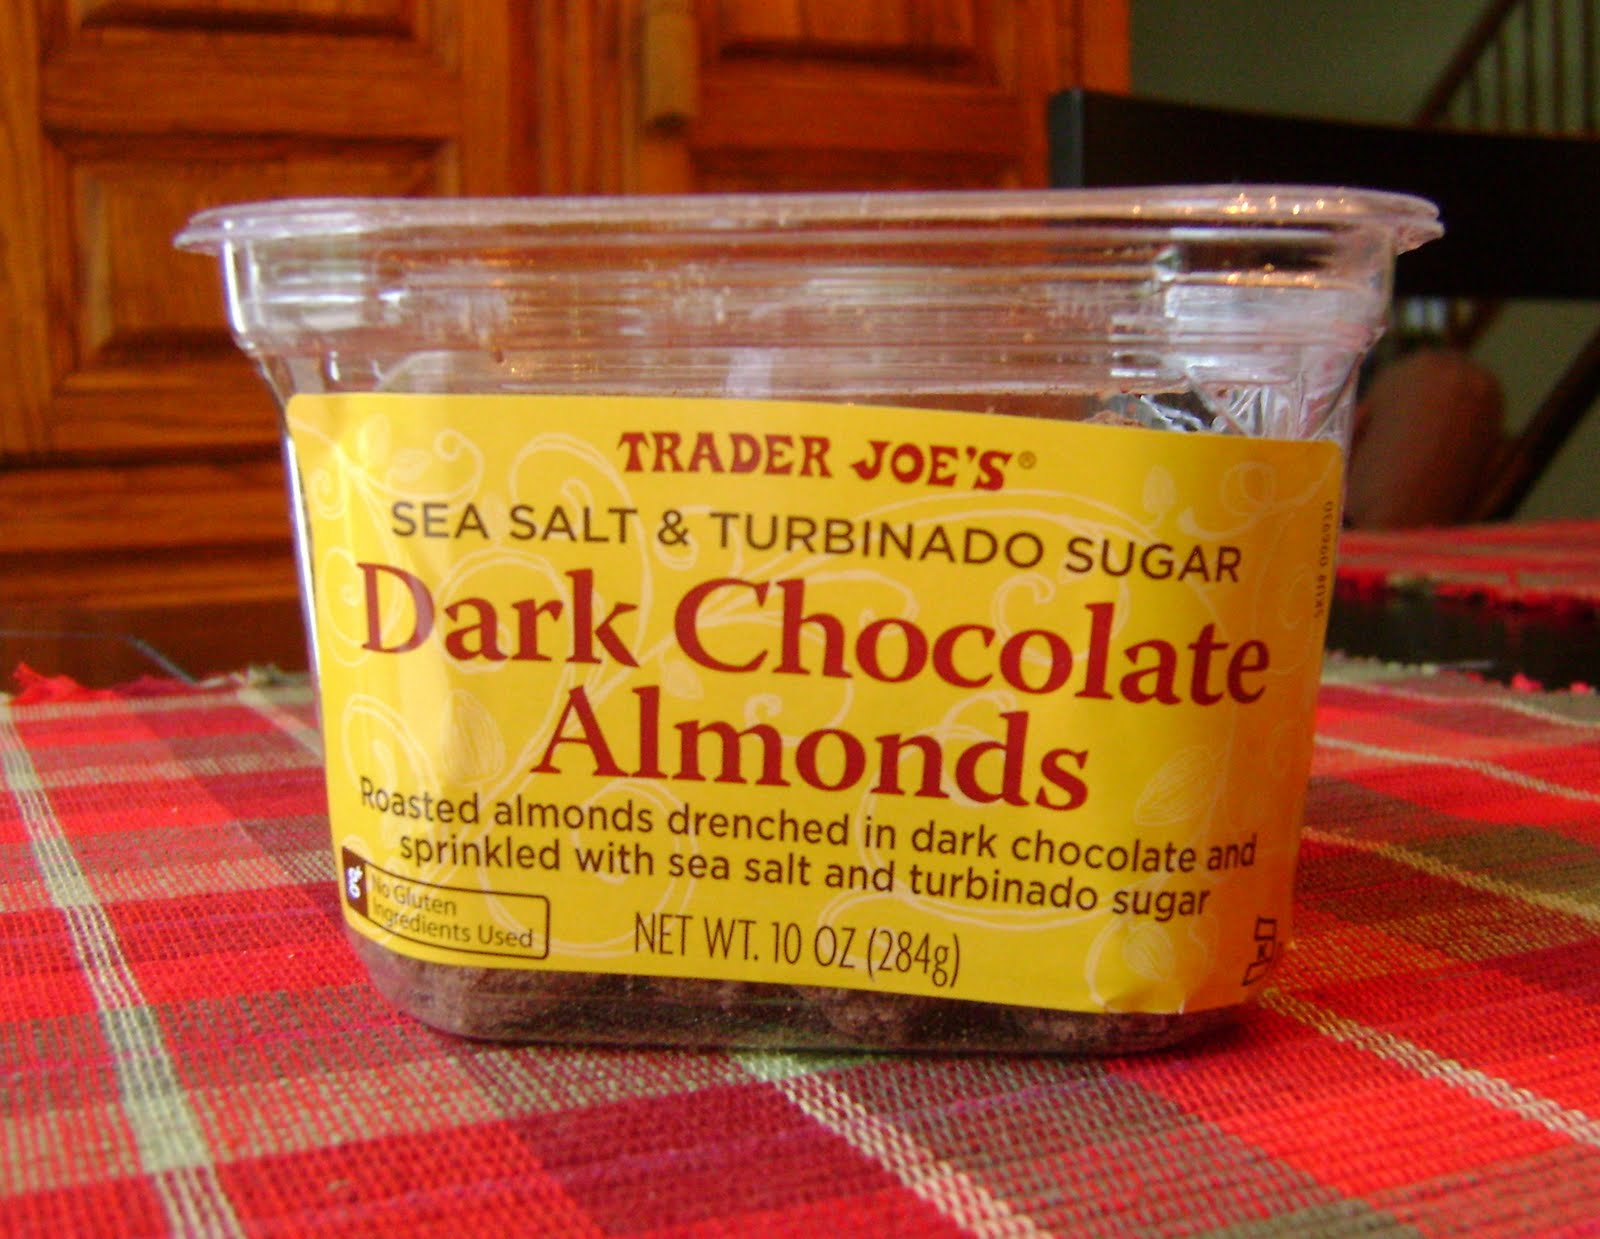 TRADER JOE'S®
SEA SALT & TURBINADO SUGAR
Dark Chocolate
Almonds
Roasted almonds drenched in dark chocolate and
sprinkled with sea salt and turbinado sugar
g No Gluten
Ingredients Used
NET WT. 10 OZ (284g)
SKU#